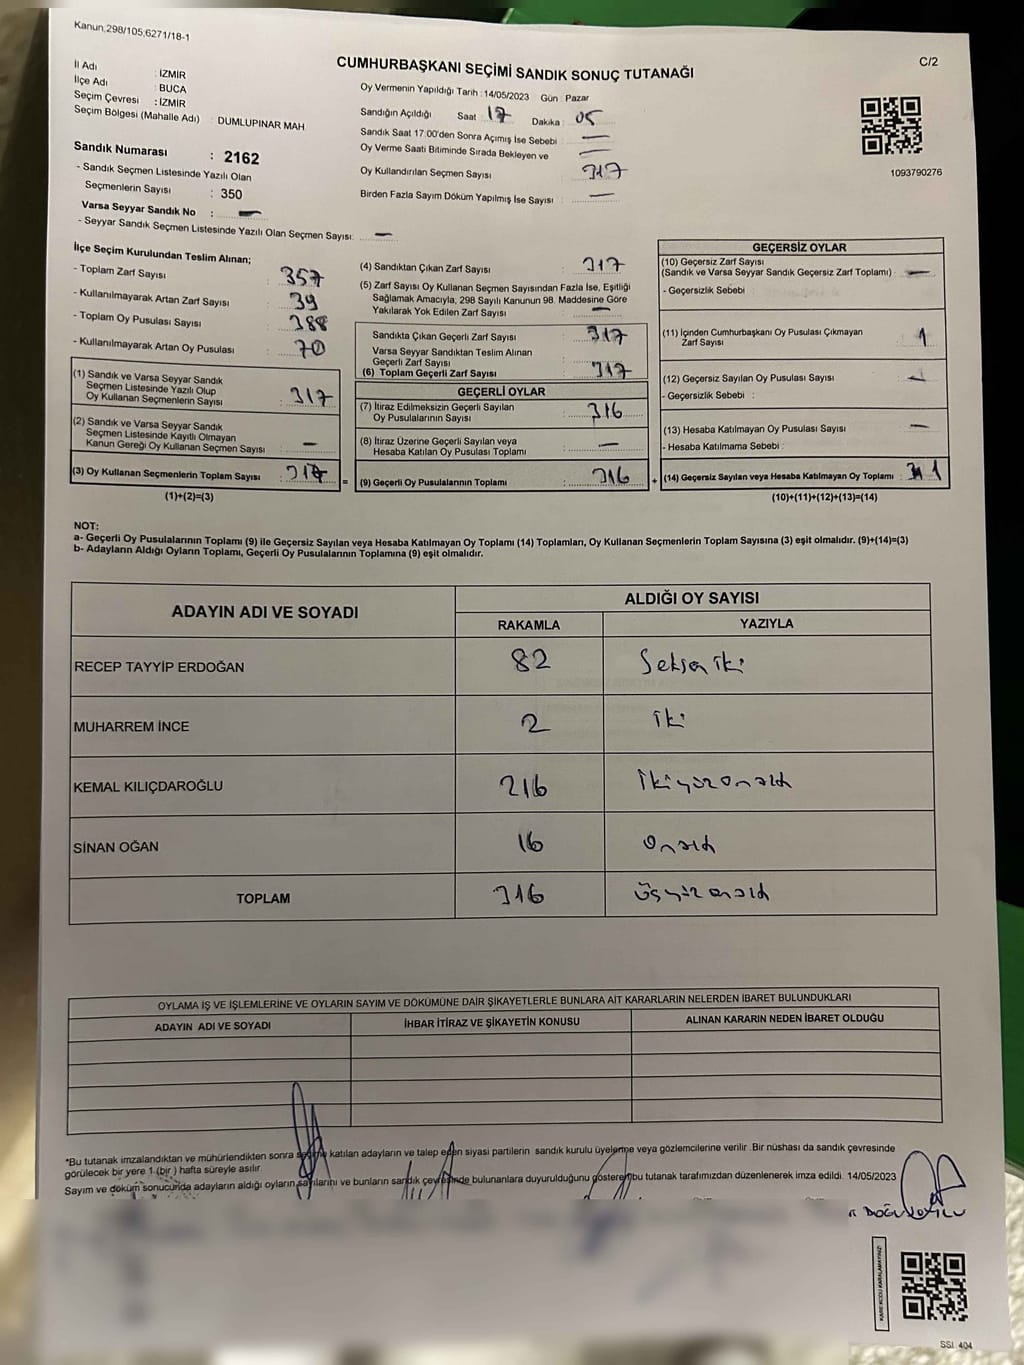 Kanun,298/105,6271/18-1
C/2
CUMHURBAŞKANI SEÇİMİ SANDIK SONUÇ TUTANAĞI
İl Adı : İZMİR
İlçe Adı : BUCA
Seçim Çevresi : İZMİR
Seçim Bölgesi (Mahalle Adı) : DUMLUPINAR MAH.
Sandık Numarası : 2162
- Sandık Seçmen Listesinde Yazılı Olan
Seçmenlerin Sayısı : 350
Varsa Seyyar Sandık No : —
- Seyyar Sandık Seçmen Listesinde Yazılı Olan Seçmen Sayısı: —
Oy Vermenin Yapıldığı Tarih : 14/05/2023 Gün : Pazar
Sandığın Açıldığı Saat : 17 Dakika : 05
Sandık Saat 17:00'den Sonra Açımış İse Sebebi : —
Oy Verme Saati Bitiminde Sırada Bekleyen ve : —
Oy Kullandırılan Seçmen Sayısı : 317
Birden Fazla Sayım Döküm Yapılmış İse Sayısı : —
1093790276
İlçe Seçim Kurulundan Teslim Alınan;
- Toplam Zarf Sayısı : 357
- Kullanılmayarak Artan Zarf Sayısı : 39
- Toplam Oy Pusulası Sayısı : 388
- Kullanılmayarak Artan Oy Pusulası : 70
(1) Sandık ve Varsa Seyyar Sandık
Seçmen Listesinde Yazılı Olup
Oy Kullanan Seçmenlerin Sayısı : 317
(2) Sandık ve Varsa Seyyar Sandık
Seçmen Listesinde Kayıtlı Olmayan
Kanun Gereği Oy Kullanan Seçmen Sayısı : —
(3) Oy Kullanan Seçmenlerin Toplam Sayısı : 317 =
(1)+(2)=(3)
(4) Sandıktan Çıkan Zarf Sayısı : 317
(5) Zarf Sayısı Oy Kullanan Seçmen Sayısından Fazla İse, Eşitliği
Sağlamak Amacıyla, 298 Sayılı Kanunun 98. Maddesine Göre
Yakılarak Yok Edilen Zarf Sayısı : —
Sandıkta Çıkan Geçerli Zarf Sayısı : 317
Varsa Seyyar Sandıktan Teslim Alınan
Geçerli Zarf Sayısı
(6) Toplam Geçerli Zarf Sayısı : 317
GEÇERLİ OYLAR
(7) İtiraz Edilmeksizin Geçerli Sayılan
Oy Pusulalarının Sayısı : 316
(8) İtiraz Üzerine Geçerli Sayılan veya
Hesaba Katılan Oy Pusulası Toplamı : —
(9) Geçerli Oy Pusulalarının Toplamı : 316 +
GEÇERSİZ OYLAR
(10) Geçersiz Zarf Sayısı
(Sandık ve Varsa Seyyar Sandık Geçersiz Zarf Toplamı) : —
- Geçersizlik Sebebi :
(11) İçinden Cumhurbaşkanı Oy Pusulası Çıkmayan
Zarf Sayısı : 1
(12) Geçersiz Sayılan Oy Pusulası Sayısı : —
- Geçersizlik Sebebi :
(13) Hesaba Katılmayan Oy Pusulası Sayısı : —
- Hesaba Katılmama Sebebi :
(14) Geçersiz Sayılan veya Hesaba Katılmayan Oy Toplamı : 1
(10)+(11)+(12)+(13)=(14)
NOT:
a- Geçerli Oy Pusulalarının Toplamı (9) ile Geçersiz Sayılan veya Hesaba Katılmayan Oy Toplamı (14) Toplamları, Oy Kullanan Seçmenlerin Toplam Sayısına (3) eşit olmalıdır. (9)+(14)=(3)
b- Adayların Aldığı Oyların Toplamı, Geçerli Oy Pusulalarının Toplamına (9) eşit olmalıdır.
ADAYIN ADI VE SOYADI ALDIĞI OY SAYISI
RAKAMLA YAZIYLA
RECEP TAYYİP ERDOĞAN 82 Seksen iki
MUHARREM İNCE 2 iki
KEMAL KILIÇDAROĞLU 216 ikiyüzonaltı
SİNAN OĞAN 16 Onaltı
TOPLAM 316 üçyüz onaltı
OYLAMA İŞ VE İŞLEMLERİNE VE OYLARIN SAYIM VE DÖKÜMÜNE DAİR ŞİKAYETLERLE BUNLARA AİT KARARLARIN NELERDEN İBARET BULUNDUKLARI
ADAYIN ADI VE SOYADI İHBAR İTİRAZ VE ŞİKAYETİN KONUSU ALINAN KARARIN NEDEN İBARET OLDUĞU
*Bu tutanak imzalandıktan ve mühürlendikten sonra seçime katılan adayların ve talep eden siyasi partilerin sandık kurulu üyelerine veya gözlemcilerine verilir. Bir nüshası da sandık çevresinde
görülecek bir yere 1 (bir) hafta süreyle asılır.
Sayım ve döküm sonucunda adayların aldığı oyların sayılarını ve bunların sandık çevresinde bulunanlara duyurulduğunu gösteren bu tutanak tarafımızdan düzenlenerek imza edildi. 14/05/2023
KARE KODU KARALAMAYINIZ!
SSI. 404